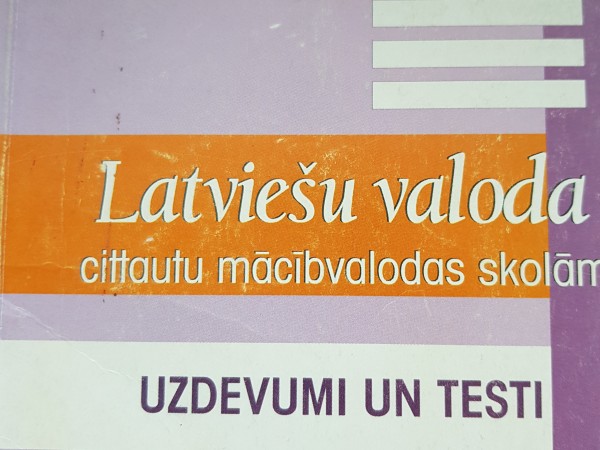 Latviešu valoda
cittautu mācībvalodas skolām
UZDEVUMI UN TESTI